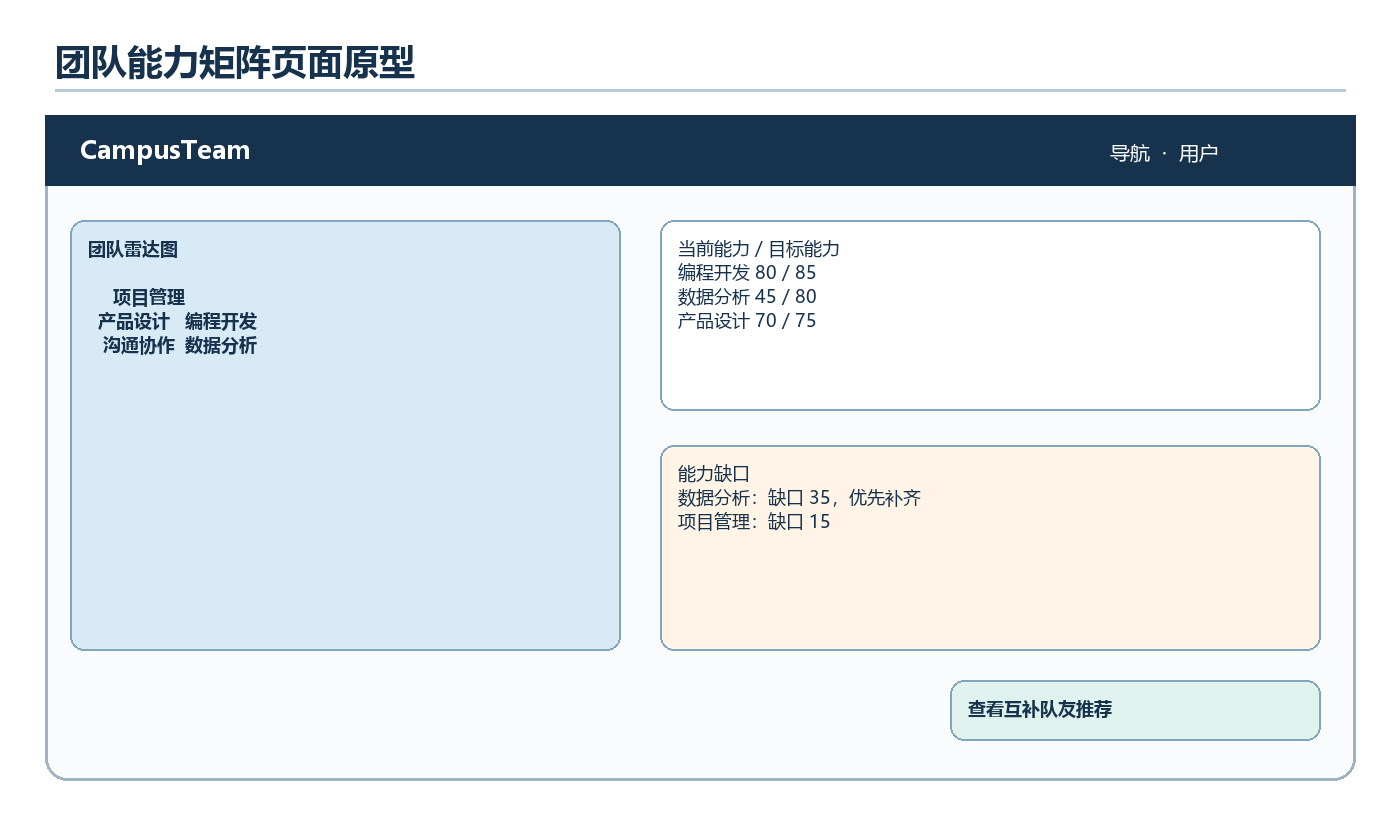 团队能力矩阵页面原型
CampusTeam
导航 · 用户
团队雷达图
项目管理
产品设计 编程开发
沟通协作 数据分析
当前能力 / 目标能力
编程开发 80 / 85
数据分析 45 / 80
产品设计 70 / 75
能力缺口
数据分析：缺口 35，优先补齐
项目管理：缺口 15
查看互补队友推荐